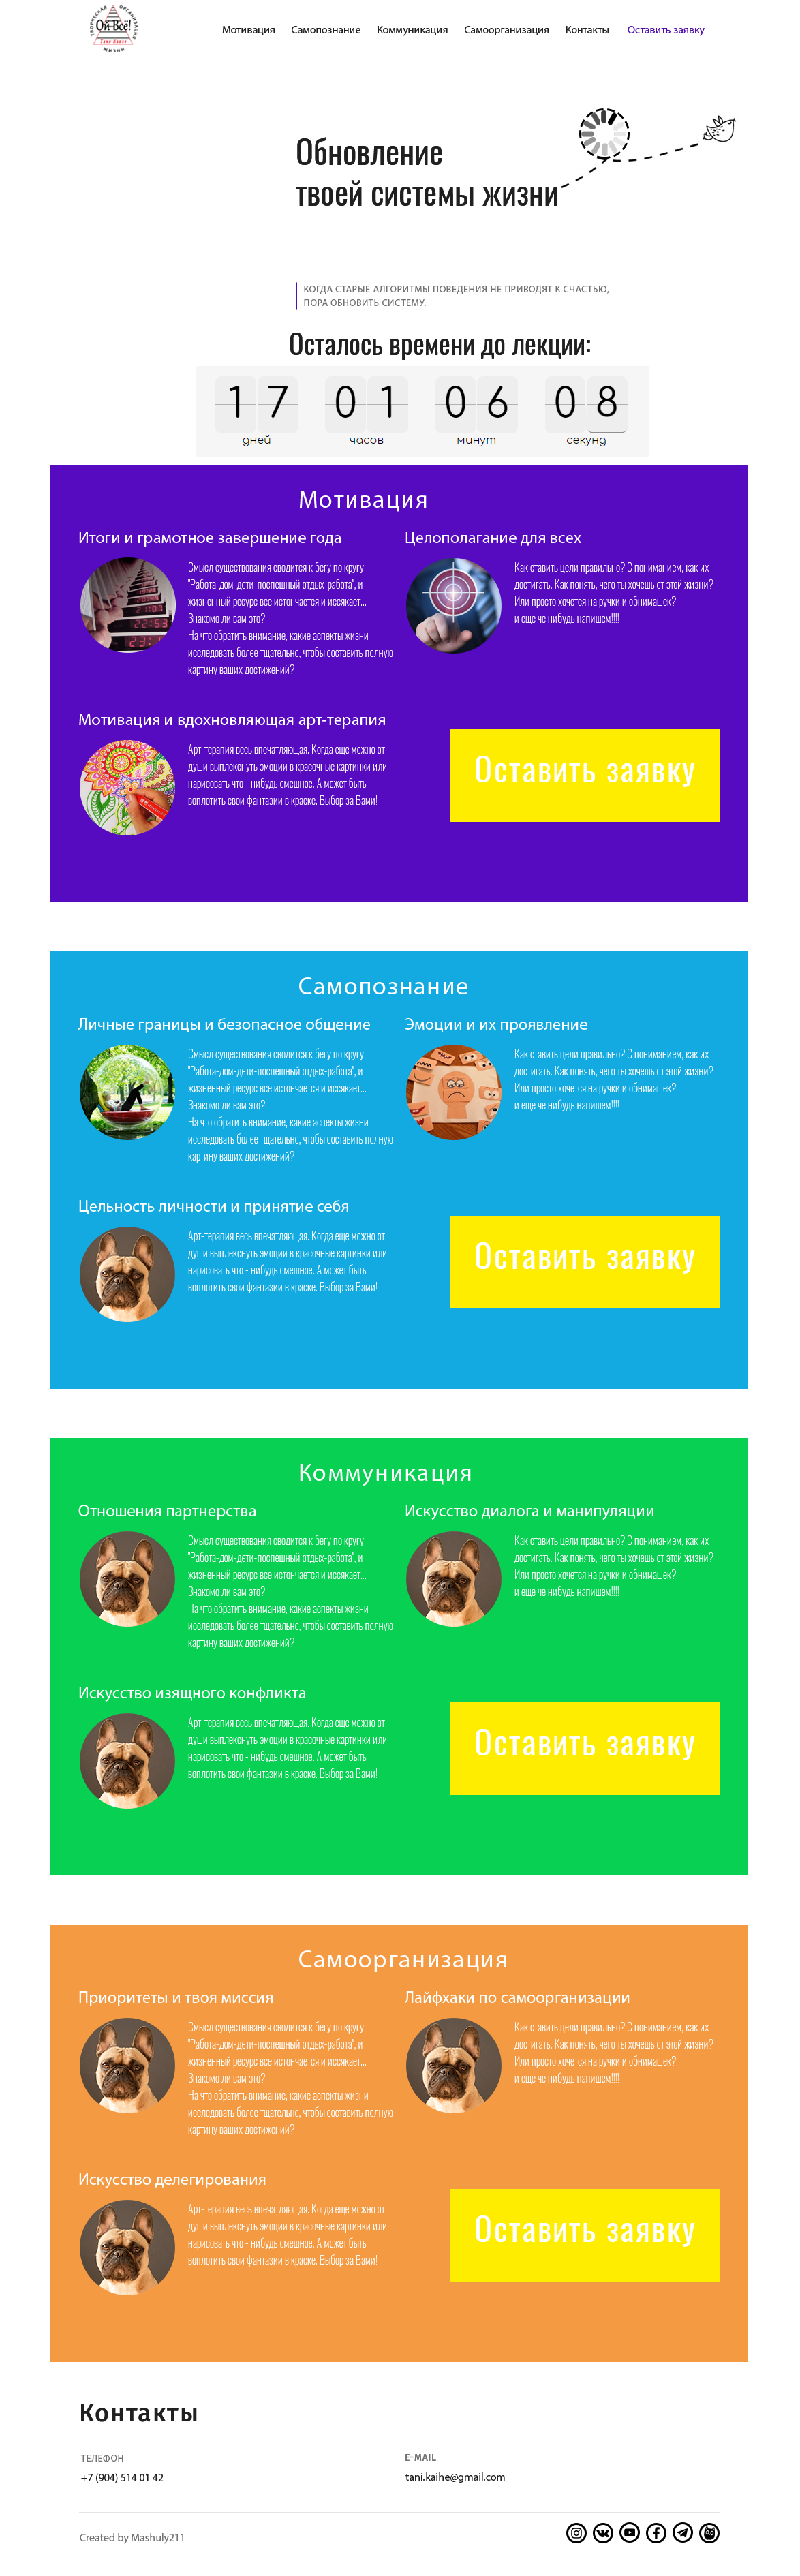 ТВОРЧЕСКАЯ ОРГАНИЗАЦИЯ
Ой-Всё!
Тани Кайхе
ЖИЗНИ
Мотивация Самопознание Коммуникация Самоорганизация Контакты Оставить заявку
Обновление
твоей системы жизни
КОГДА СТАРЫЕ АЛГОРИТМЫ ПОВЕДЕНИЯ НЕ ПРИВОДЯТ К СЧАСТЬЮ,
ПОРА ОБНОВИТЬ СИСТЕМУ.
Осталось времени до лекции:
17 01 06 08
дней часов минут секунд
Мотивация
Итоги и грамотное завершение года
Смысл существования сводится к бегу по кругу
"Работа-дом-дети-поспешный отдых-работа", и
жизненный ресурс все истончается и иссякает...
Знакомо ли вам это?
На что обратить внимание, какие аспекты жизни
исследовать более тщательно, чтобы составить полную
картину ваших достижений?
Целополагание для всех
Как ставить цели правильно? С пониманием, как их
достигать. Как понять, чего ты хочешь от этой жизни?
Или просто хочется на ручки и обнимашек?
и еще че нибудь напишем!!!!
Мотивация и вдохновляющая арт-терапия
Арт-терапия весь впечатляющая. Когда еще можно от
души выплекснуть эмоции в красочные картинки или
нарисовать что - нибудь смешное. А может быть
воплотить свои фантазии в краске. Выбор за Вами!
Оставить заявку
Самопознание
Личные границы и безопасное общение
Смысл существования сводится к бегу по кругу
"Работа-дом-дети-поспешный отдых-работа", и
жизненный ресурс все истончается и иссякает...
Знакомо ли вам это?
На что обратить внимание, какие аспекты жизни
исследовать более тщательно, чтобы составить полную
картину ваших достижений?
Эмоции и их проявление
Как ставить цели правильно? С пониманием, как их
достигать. Как понять, чего ты хочешь от этой жизни?
Или просто хочется на ручки и обнимашек?
и еще че нибудь напишем!!!!
Цельность личности и принятие себя
Арт-терапия весь впечатляющая. Когда еще можно от
души выплекснуть эмоции в красочные картинки или
нарисовать что - нибудь смешное. А может быть
воплотить свои фантазии в краске. Выбор за Вами!
Оставить заявку
Коммуникация
Отношения партнерства
Смысл существования сводится к бегу по кругу
"Работа-дом-дети-поспешный отдых-работа", и
жизненный ресурс все истончается и иссякает...
Знакомо ли вам это?
На что обратить внимание, какие аспекты жизни
исследовать более тщательно, чтобы составить полную
картину ваших достижений?
Искусство диалога и манипуляции
Как ставить цели правильно? С пониманием, как их
достигать. Как понять, чего ты хочешь от этой жизни?
Или просто хочется на ручки и обнимашек?
и еще че нибудь напишем!!!!
Искусство изящного конфликта
Арт-терапия весь впечатляющая. Когда еще можно от
души выплекснуть эмоции в красочные картинки или
нарисовать что - нибудь смешное. А может быть
воплотить свои фантазии в краске. Выбор за Вами!
Оставить заявку
Самоорганизация
Приоритеты и твоя миссия
Смысл существования сводится к бегу по кругу
"Работа-дом-дети-поспешный отдых-работа", и
жизненный ресурс все истончается и иссякает...
Знакомо ли вам это?
На что обратить внимание, какие аспекты жизни
исследовать более тщательно, чтобы составить полную
картину ваших достижений?
Лайфхаки по самоорганизации
Как ставить цели правильно? С пониманием, как их
достигать. Как понять, чего ты хочешь от этой жизни?
Или просто хочется на ручки и обнимашек?
и еще че нибудь напишем!!!!
Искусство делегирования
Арт-терапия весь впечатляющая. Когда еще можно от
души выплекснуть эмоции в красочные картинки или
нарисовать что - нибудь смешное. А может быть
воплотить свои фантазии в краске. Выбор за Вами!
Оставить заявку
Контакты
ТЕЛЕФОН
+7 (904) 514 01 42
E-MAIL
tani.kaihe@gmail.com
Created by Mashuly211